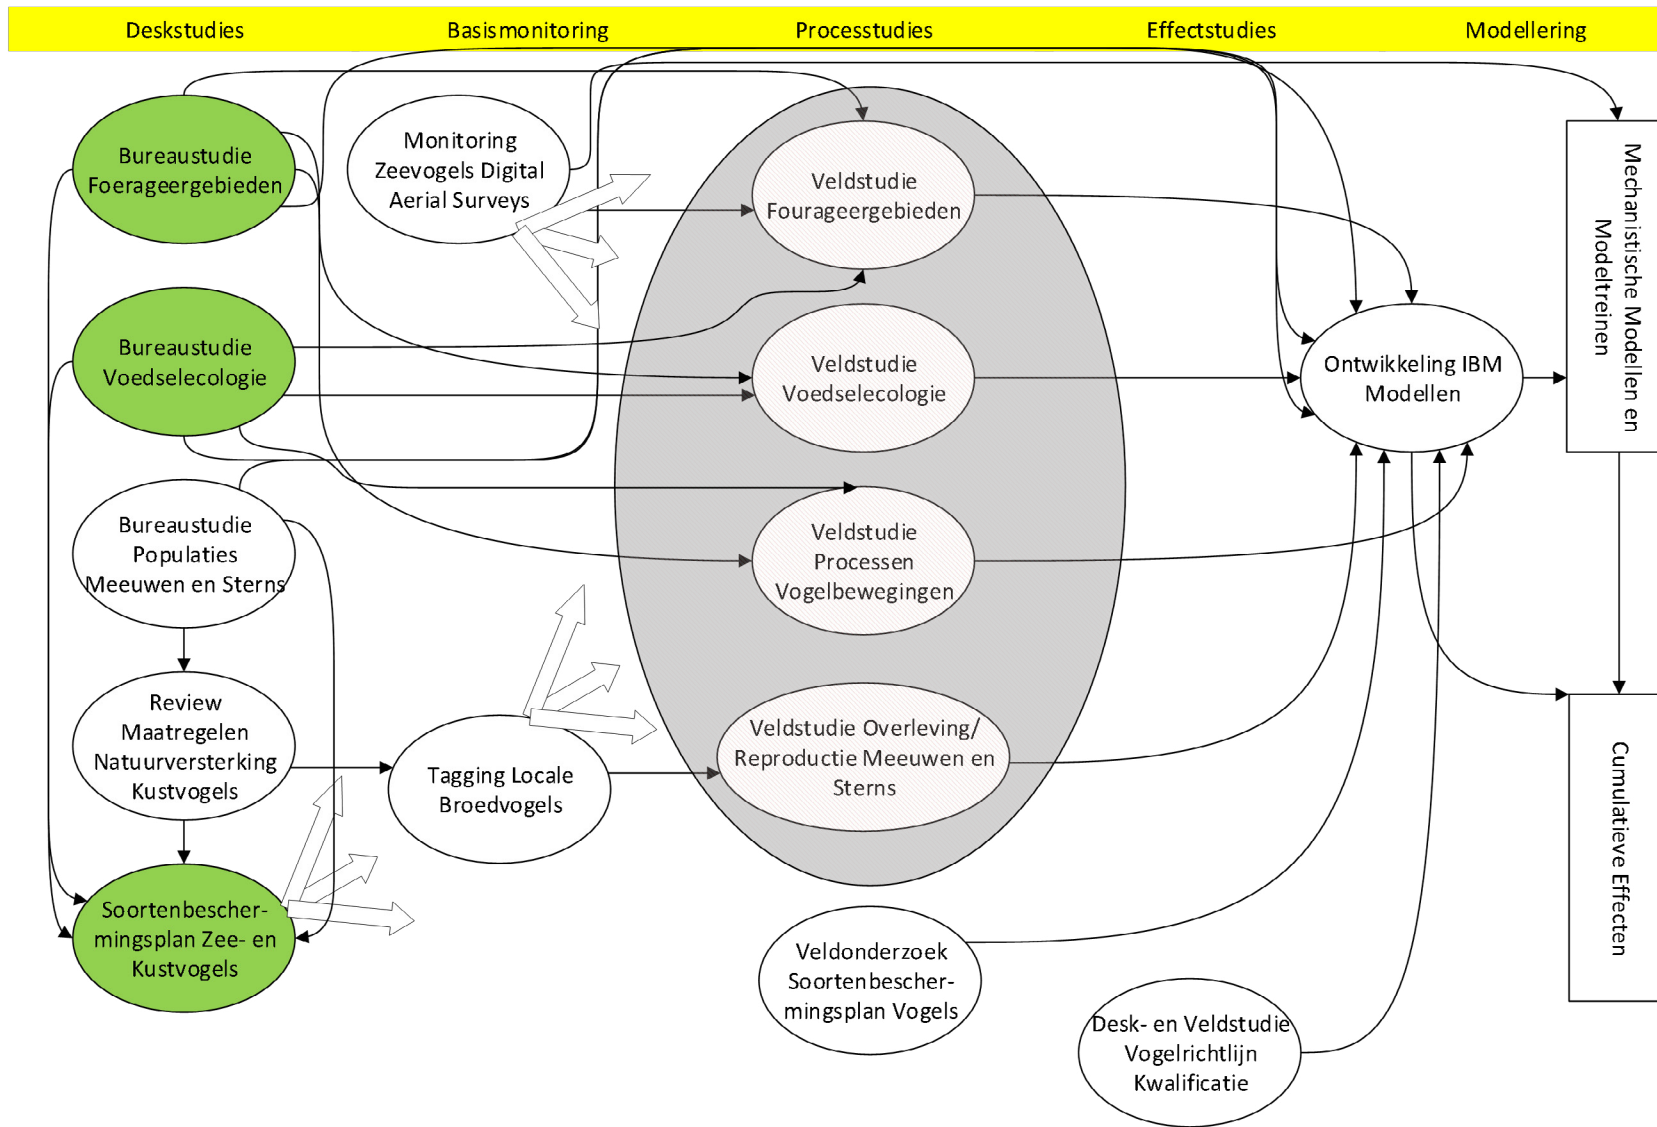 Deskstudies
Basismonitoring
Processtudies
Effectstudies
Modellering
Bureaustudie
Foerageergebieden
Monitoring
Zeevogels Digital
Aerial Surveys
Veldstudie
Fourageergebieden
Mechanistische Modellen en
Modeltreinen
Bureaustudie
Voedselecologie
Veldstudie
Voedselecologie
Ontwikkeling IBM
Modellen
Bureaustudie
Populaties
Meeuwen en Sterns
Veldstudie
Processen
Vogelbewegingen
Review
Maatregelen
Natuurversterking
Kustvogels
Tagging Locale
Broedvogels
Veldstudie Overleving/
Reproductie Meeuwen en
Sterns
Cumulatieve Effecten
Soortenbescher-
mingsplan Zee- en
Kustvogels
Veldonderzoek
Soortenbescher-
mingsplan Vogels
Desk- en Veldstudie
Vogelrichtlijn
Kwalificatie